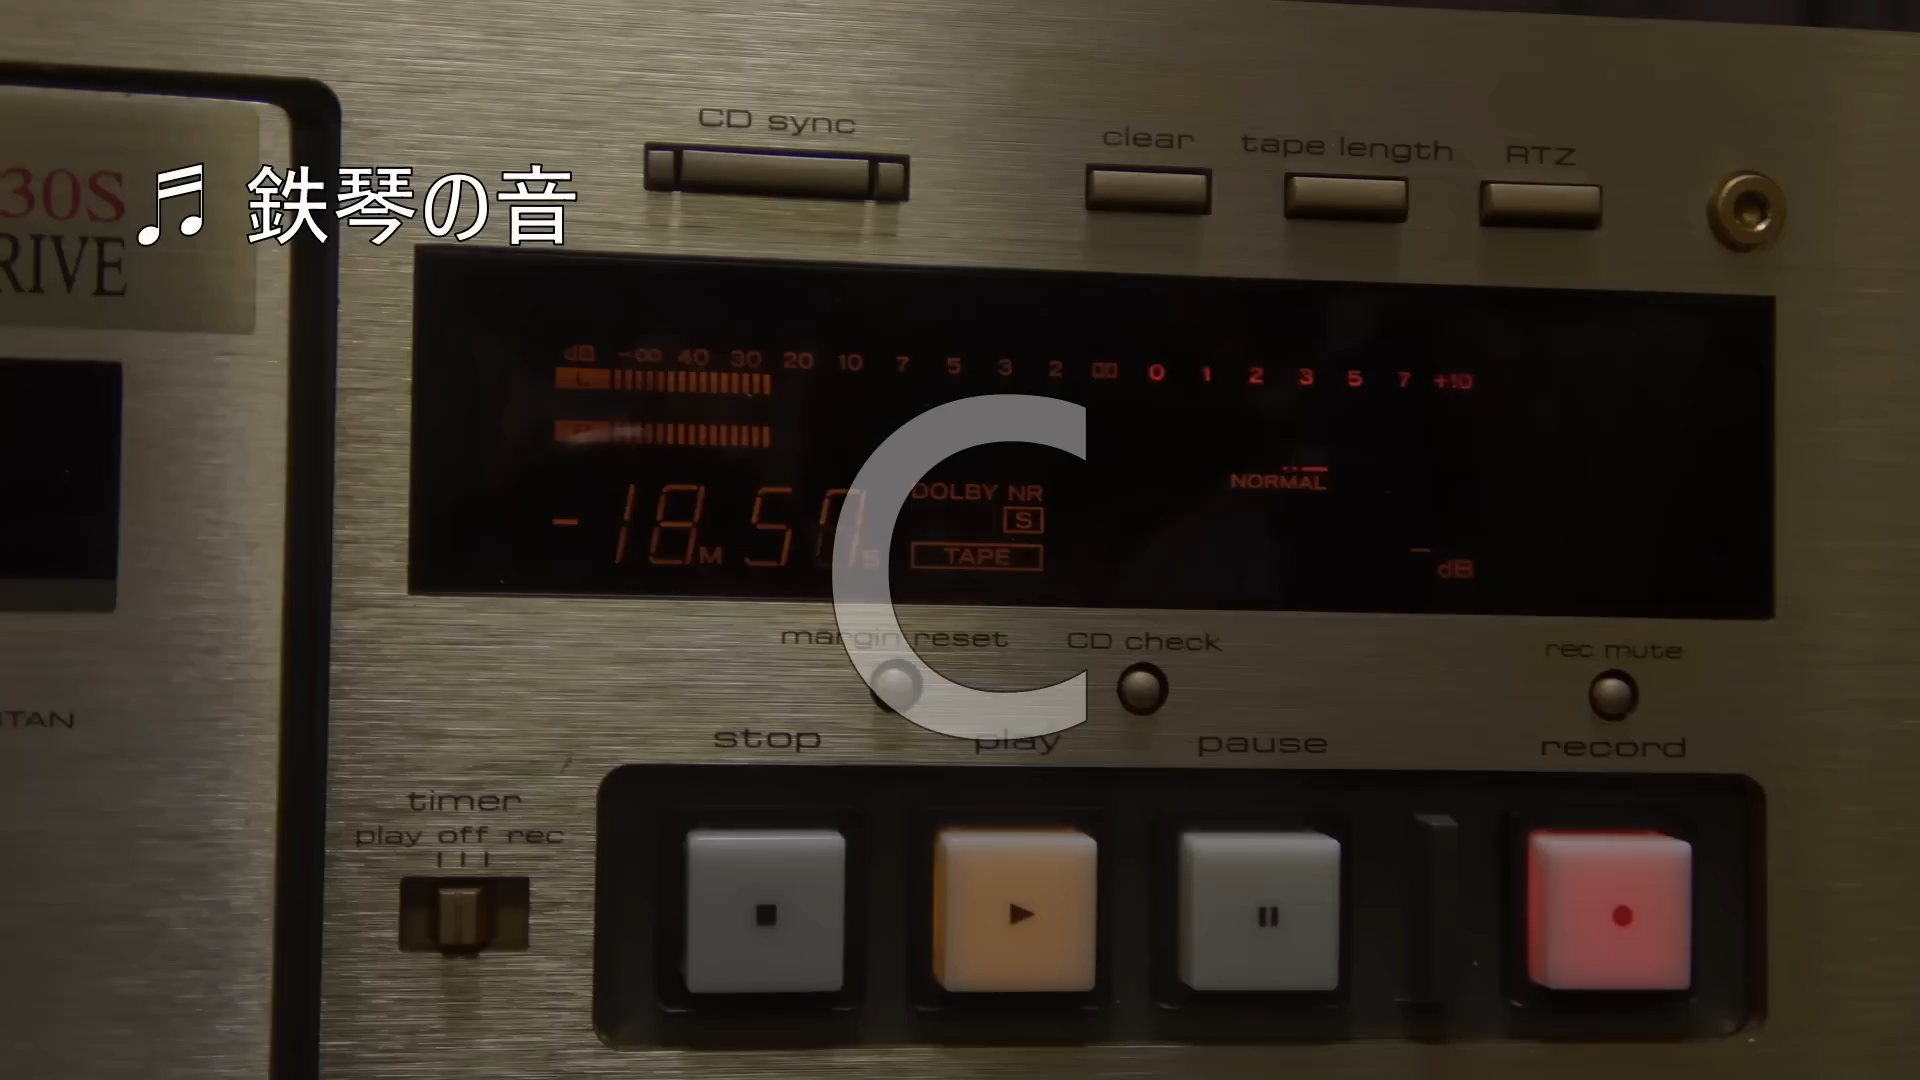 CD sync
clear
tape length
RTZ
30S
RIVE
♫ 鉄琴の音
dB -∞ 40 30 20 10 7 5 3 2 0 1 2 3 5 7 +10
L
-18M 50S
DOLBY NR
S
TAPE
NORMAL
dB
C
margin reset
CD check
rec mute
TAN
stop
play
pause
record
timer
play off rec